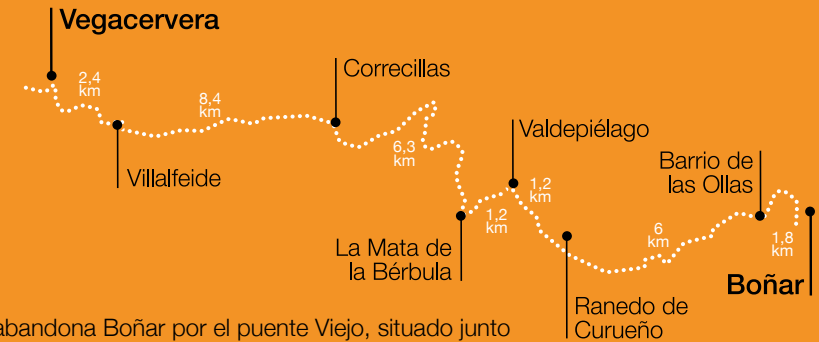 Vegacervera
2,4
km
8,4
km
Correcillas
Villalfeide
6,3
km
Valdepiélago
1,2
km
1,2
km
La Mata de
la Bérbula
Barrio de
las Ollas
6
km
1,8
km
Boñar
Ranedo de
Curueño
abandona Boñar por el puente Viejo, situado junto